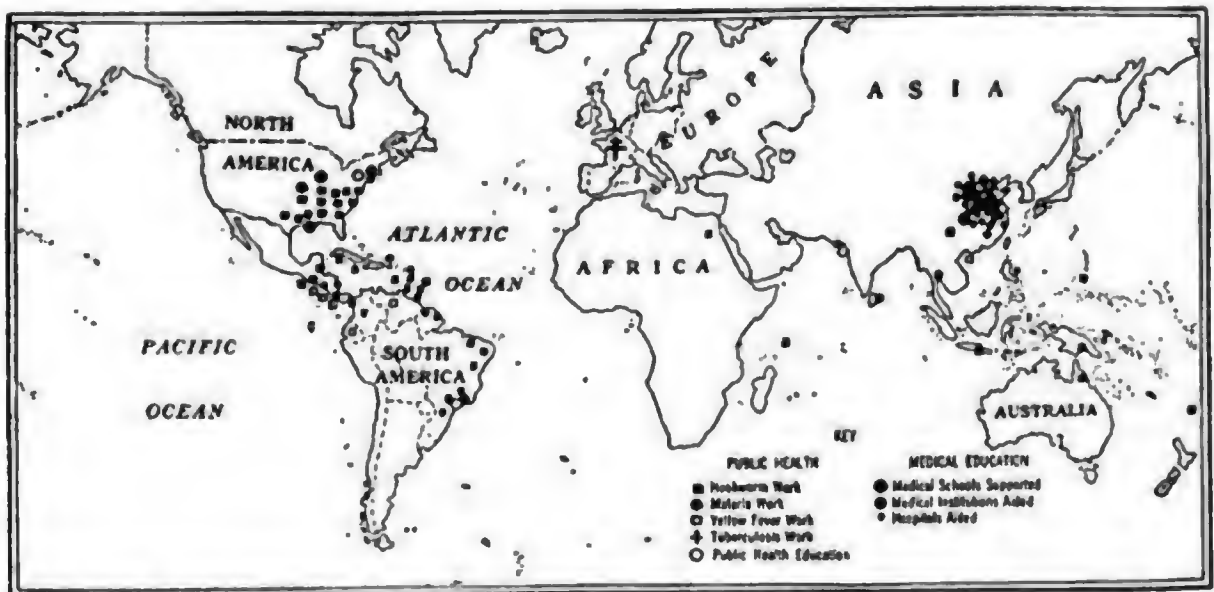 NORTH
AMERICA
ATLANTIC
OCEAN
PACIFIC
OCEAN
SOUTH
AMERICA
EUROPE
ASIA
AFRICA
AUSTRALIA
KEY
PUBLIC HEALTH
Hookworm Work
Malaria Work
Yellow Fever Work
Tuberculosis Work
Public Health Education
MEDICAL EDUCATION
Medical Schools Supported
Medical Institutions Aided
Hospitals Aided